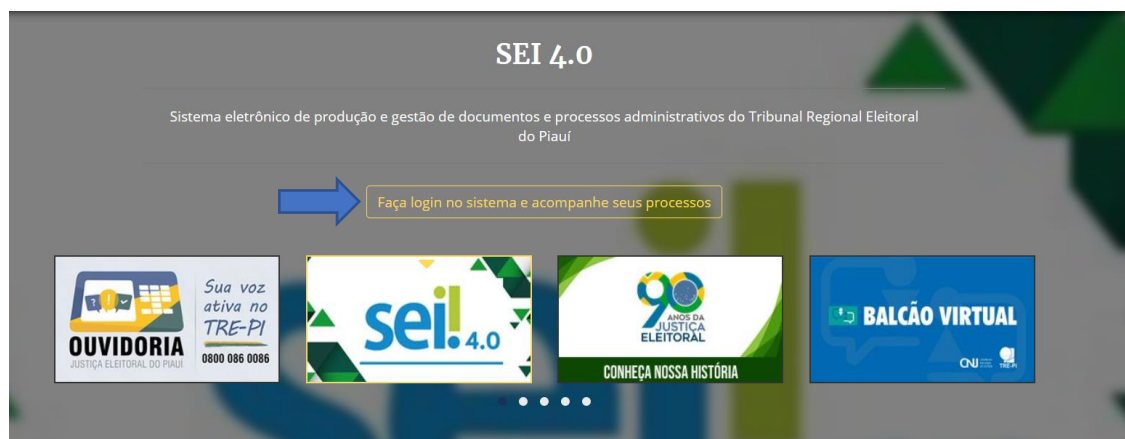 SEI 4.0
Sistema eletrônico de produção e gestão de documentos e processos administrativos do Tribunal Regional Eleitoral
do Piauí
Faça login no sistema e acompanhe seus processos
Sua voz
ativa no
TRE-PI
0800 086 0086
OUVIDORIA
JUSTIÇA ELEITORAL DO PIAUÍ
sei! 4.0
90
ANOS DA
JUSTIÇA
ELEITORAL
CONHEÇA NOSSA HISTÓRIA
BALCÃO VIRTUAL
CNJ
TRE-PI